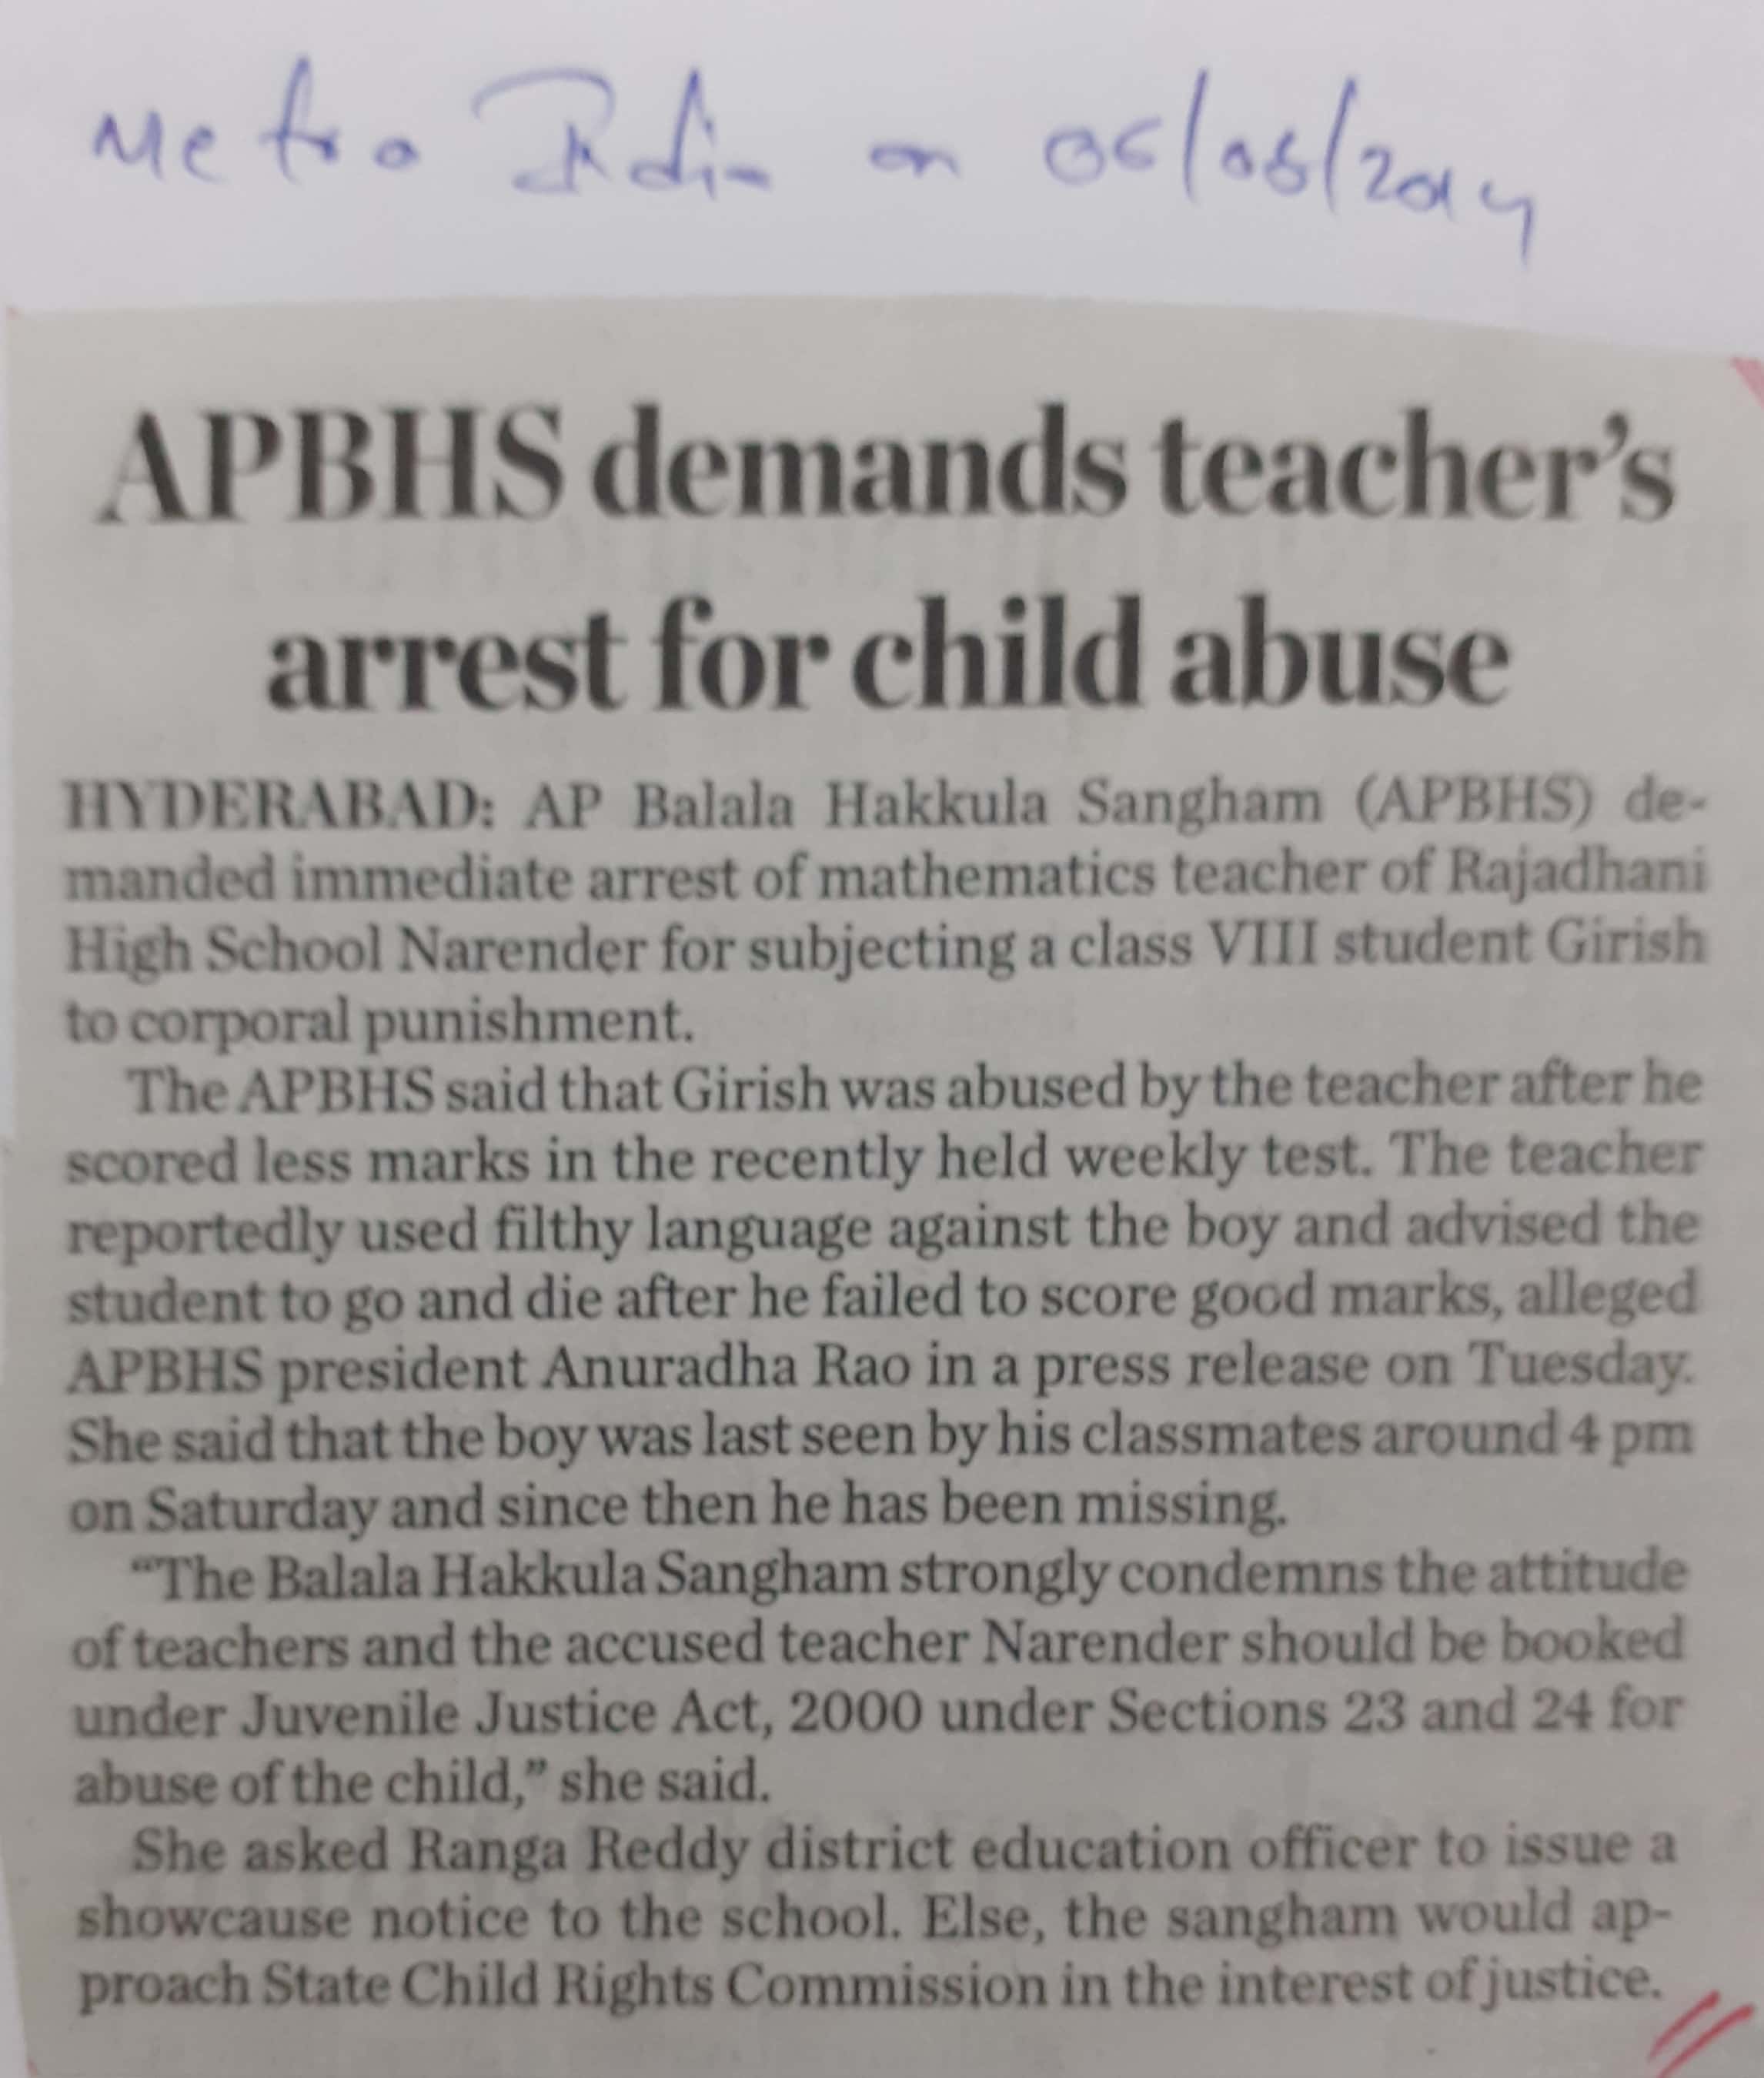 Metro India on 06/08/2014
APBHS demands teacher's
arrest for child abuse
HYDERABAD: AP Balala Hakkula Sangham (APBHS) de-
manded immediate arrest of mathematics teacher of Rajadhani
High School Narender for subjecting a class VIII student Girish
to corporal punishment.
The APBHS said that Girish was abused by the teacher after he
scored less marks in the recently held weekly test. The teacher
reportedly used filthy language against the boy and advised the
student to go and die after he failed to score good marks, alleged
APBHS president Anuradha Rao in a press release on Tuesday.
She said that the boy was last seen by his classmates around 4 pm
on Saturday and since then he has been missing.
“The Balala Hakkula Sangham strongly condemns the attitude
of teachers and the accused teacher Narender should be booked
under Juvenile Justice Act, 2000 under Sections 23 and 24 for
abuse of the child,” she said.
She asked Ranga Reddy district education officer to issue a
showcause notice to the school. Else, the sangham would ap-
proach State Child Rights Commission in the interest of justice.